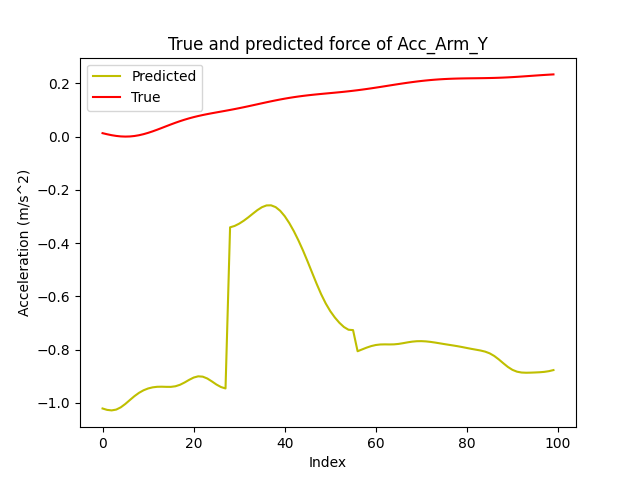 True and predicted force of Acc_Arm_Y
Predicted
True
Acceleration (m/s^2)
0.2
0.0
−0.2
−0.4
−0.6
−0.8
−1.0
0 20 40 60 80 100
Index